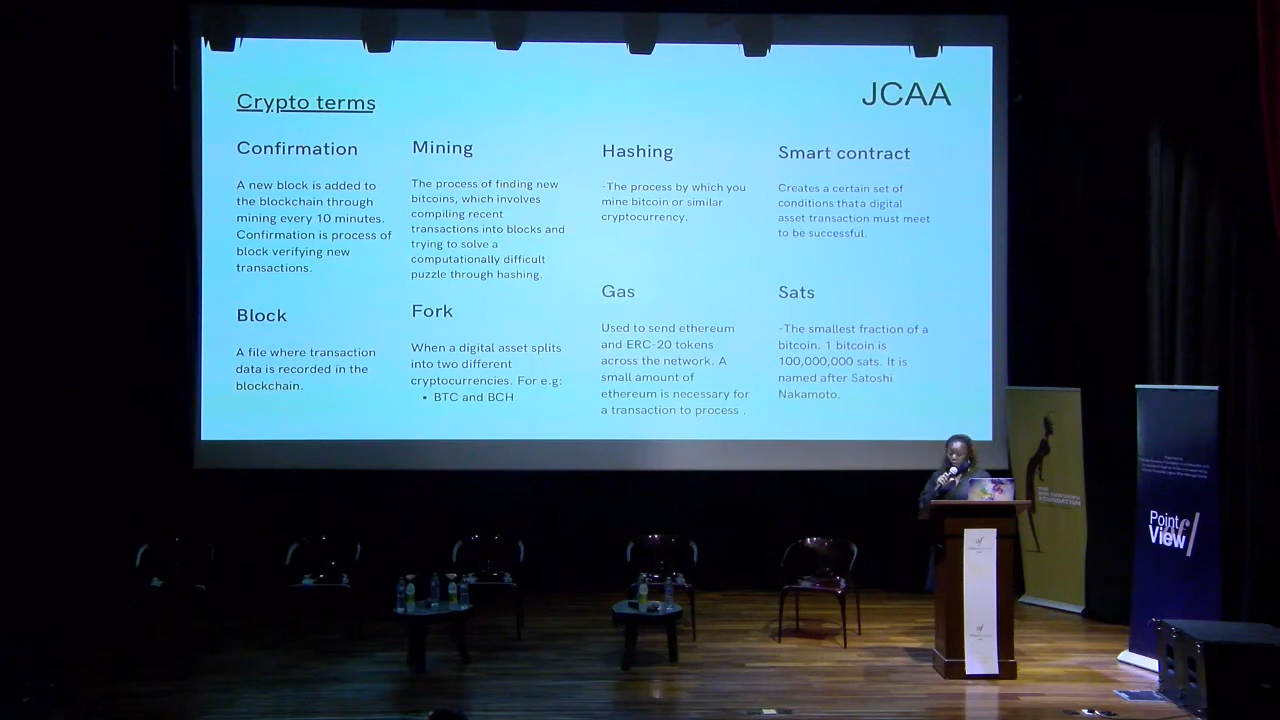 Crypto terms
JCAA
Confirmation
A new block is added to
the blockchain through
mining every 10 minutes.
Confirmation is process of
block verifying new
transactions.
Mining
The process of finding new
bitcoins, which involves
compiling recent
transactions into blocks and
trying to solve a
computationally difficult
puzzle through hashing.
Hashing
-The process by which you
mine bitcoin or similar
cryptocurrency.
Smart contract
Creates a certain set of
conditions thata digital
asset transaction must meet
to be successful.
Block
A file where transaction
data is recorded in the
blockchain.
Fork
When a digital asset splits
into two different
cryptocurrencies. For e:g:
• BTC and BCH
Gas
Used to send ethereum
and ERC-20 tokens
across the network. A
small amount of
ethereum is necessary for
a transaction to process .
Sats
-The smallest fraction of a
bitcoin. 1 bitcoin is
100,000,000 sats. It is
named after Satoshi
Nakamoto.
FOUNDATION
Point
of
View
af
af